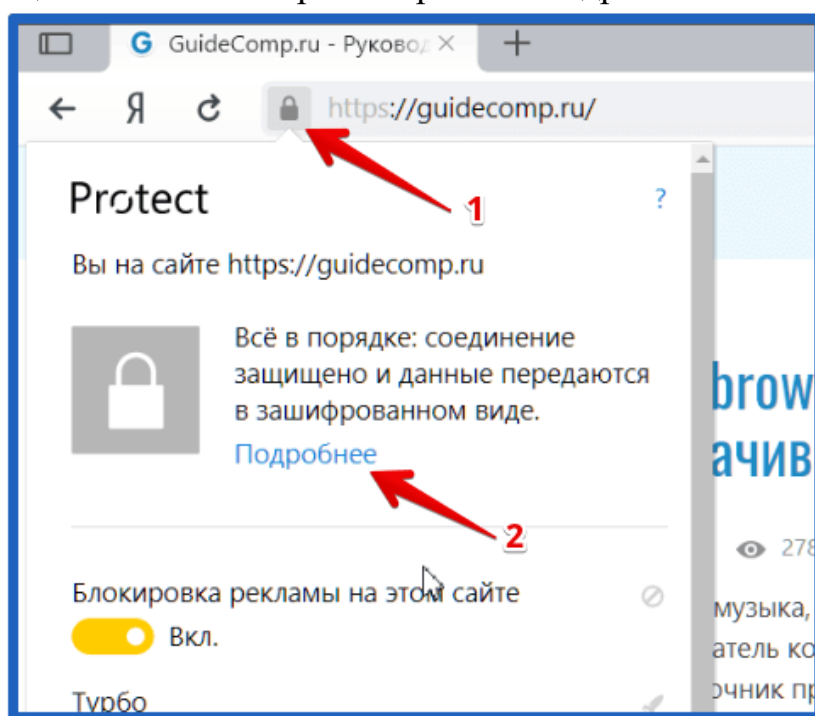 G GuideComp.ru - Руковод
Я https://guidecomp.ru/
1
Protect ?
Вы на сайте https://guidecomp.ru
Всё в порядке: соединение
защищено и данные передаются
в зашифрованном виде.
Подробнее
2
brow
ачив
278
Блокировка рекламы на этом сайте
Вкл.
музыка,
атель ко
очник пр
Турбо